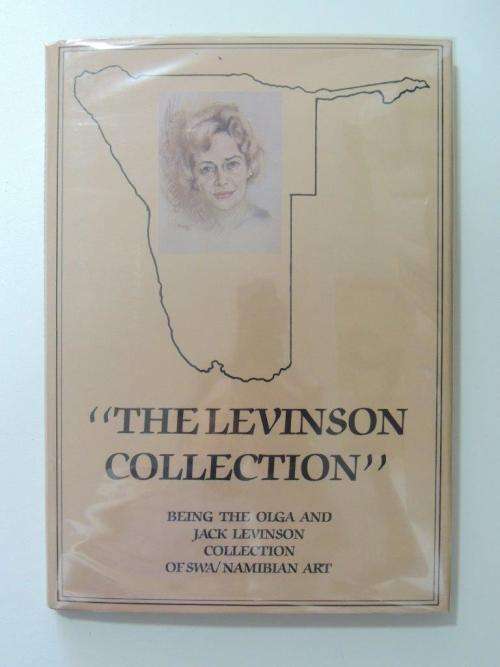 “THE LEVINSON
COLLECTION”
BEING THE OLGA AND
JACK LEVINSON
COLLECTION
OF SWA/NAMIBIAN ART